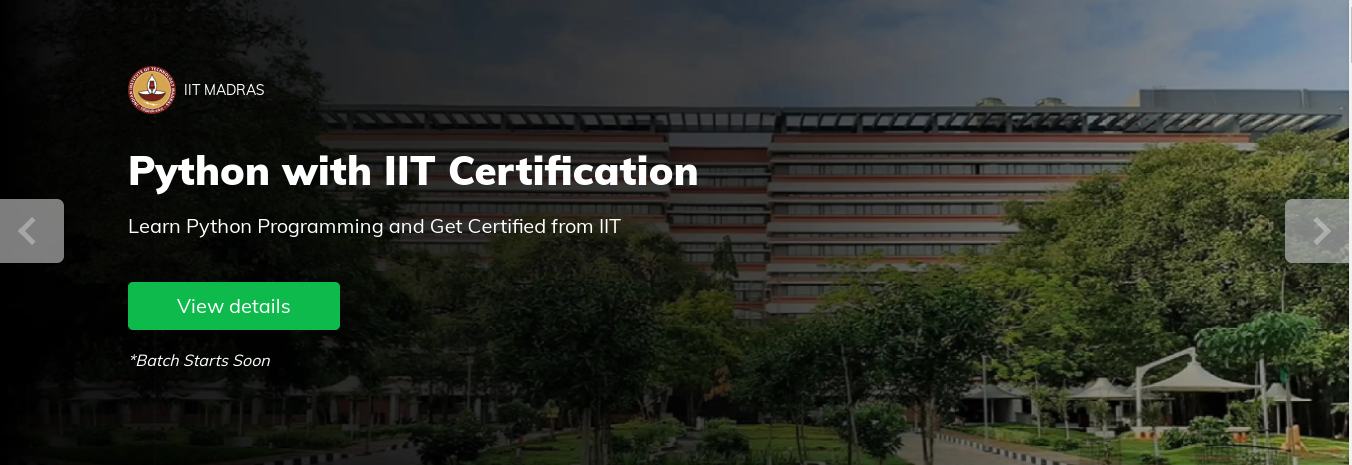 IIT MADRAS
Python with IIT Certification
Learn Python Programming and Get Certified from IIT
View details
*Batch Starts Soon